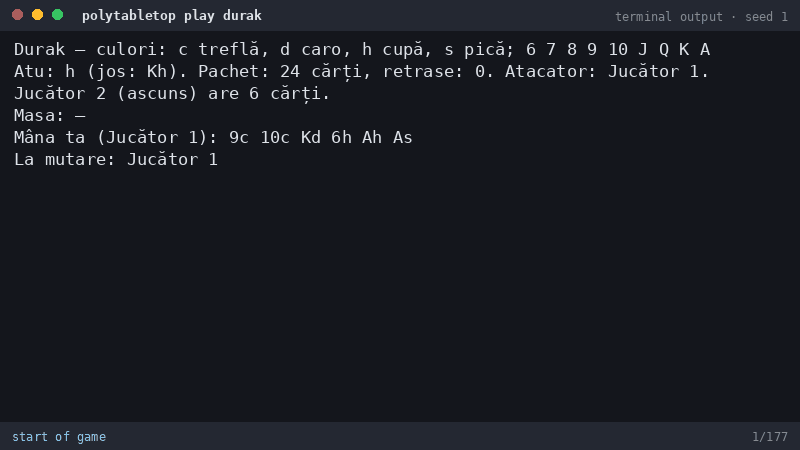 polytabletop play durak
terminal output · seed 1
Durak — culori: c treflă, d caro, h cupă, s pică; 6 7 8 9 10 J Q K A
Atu: h (jos: Kh). Pachet: 24 cărți, retrase: 0. Atacator: Jucător 1.
Jucător 2 (ascuns) are 6 cărți.
Masa: —
Mâna ta (Jucător 1): 9c 10c Kd 6h Ah As
La mutare: Jucător 1
start of game
1/177